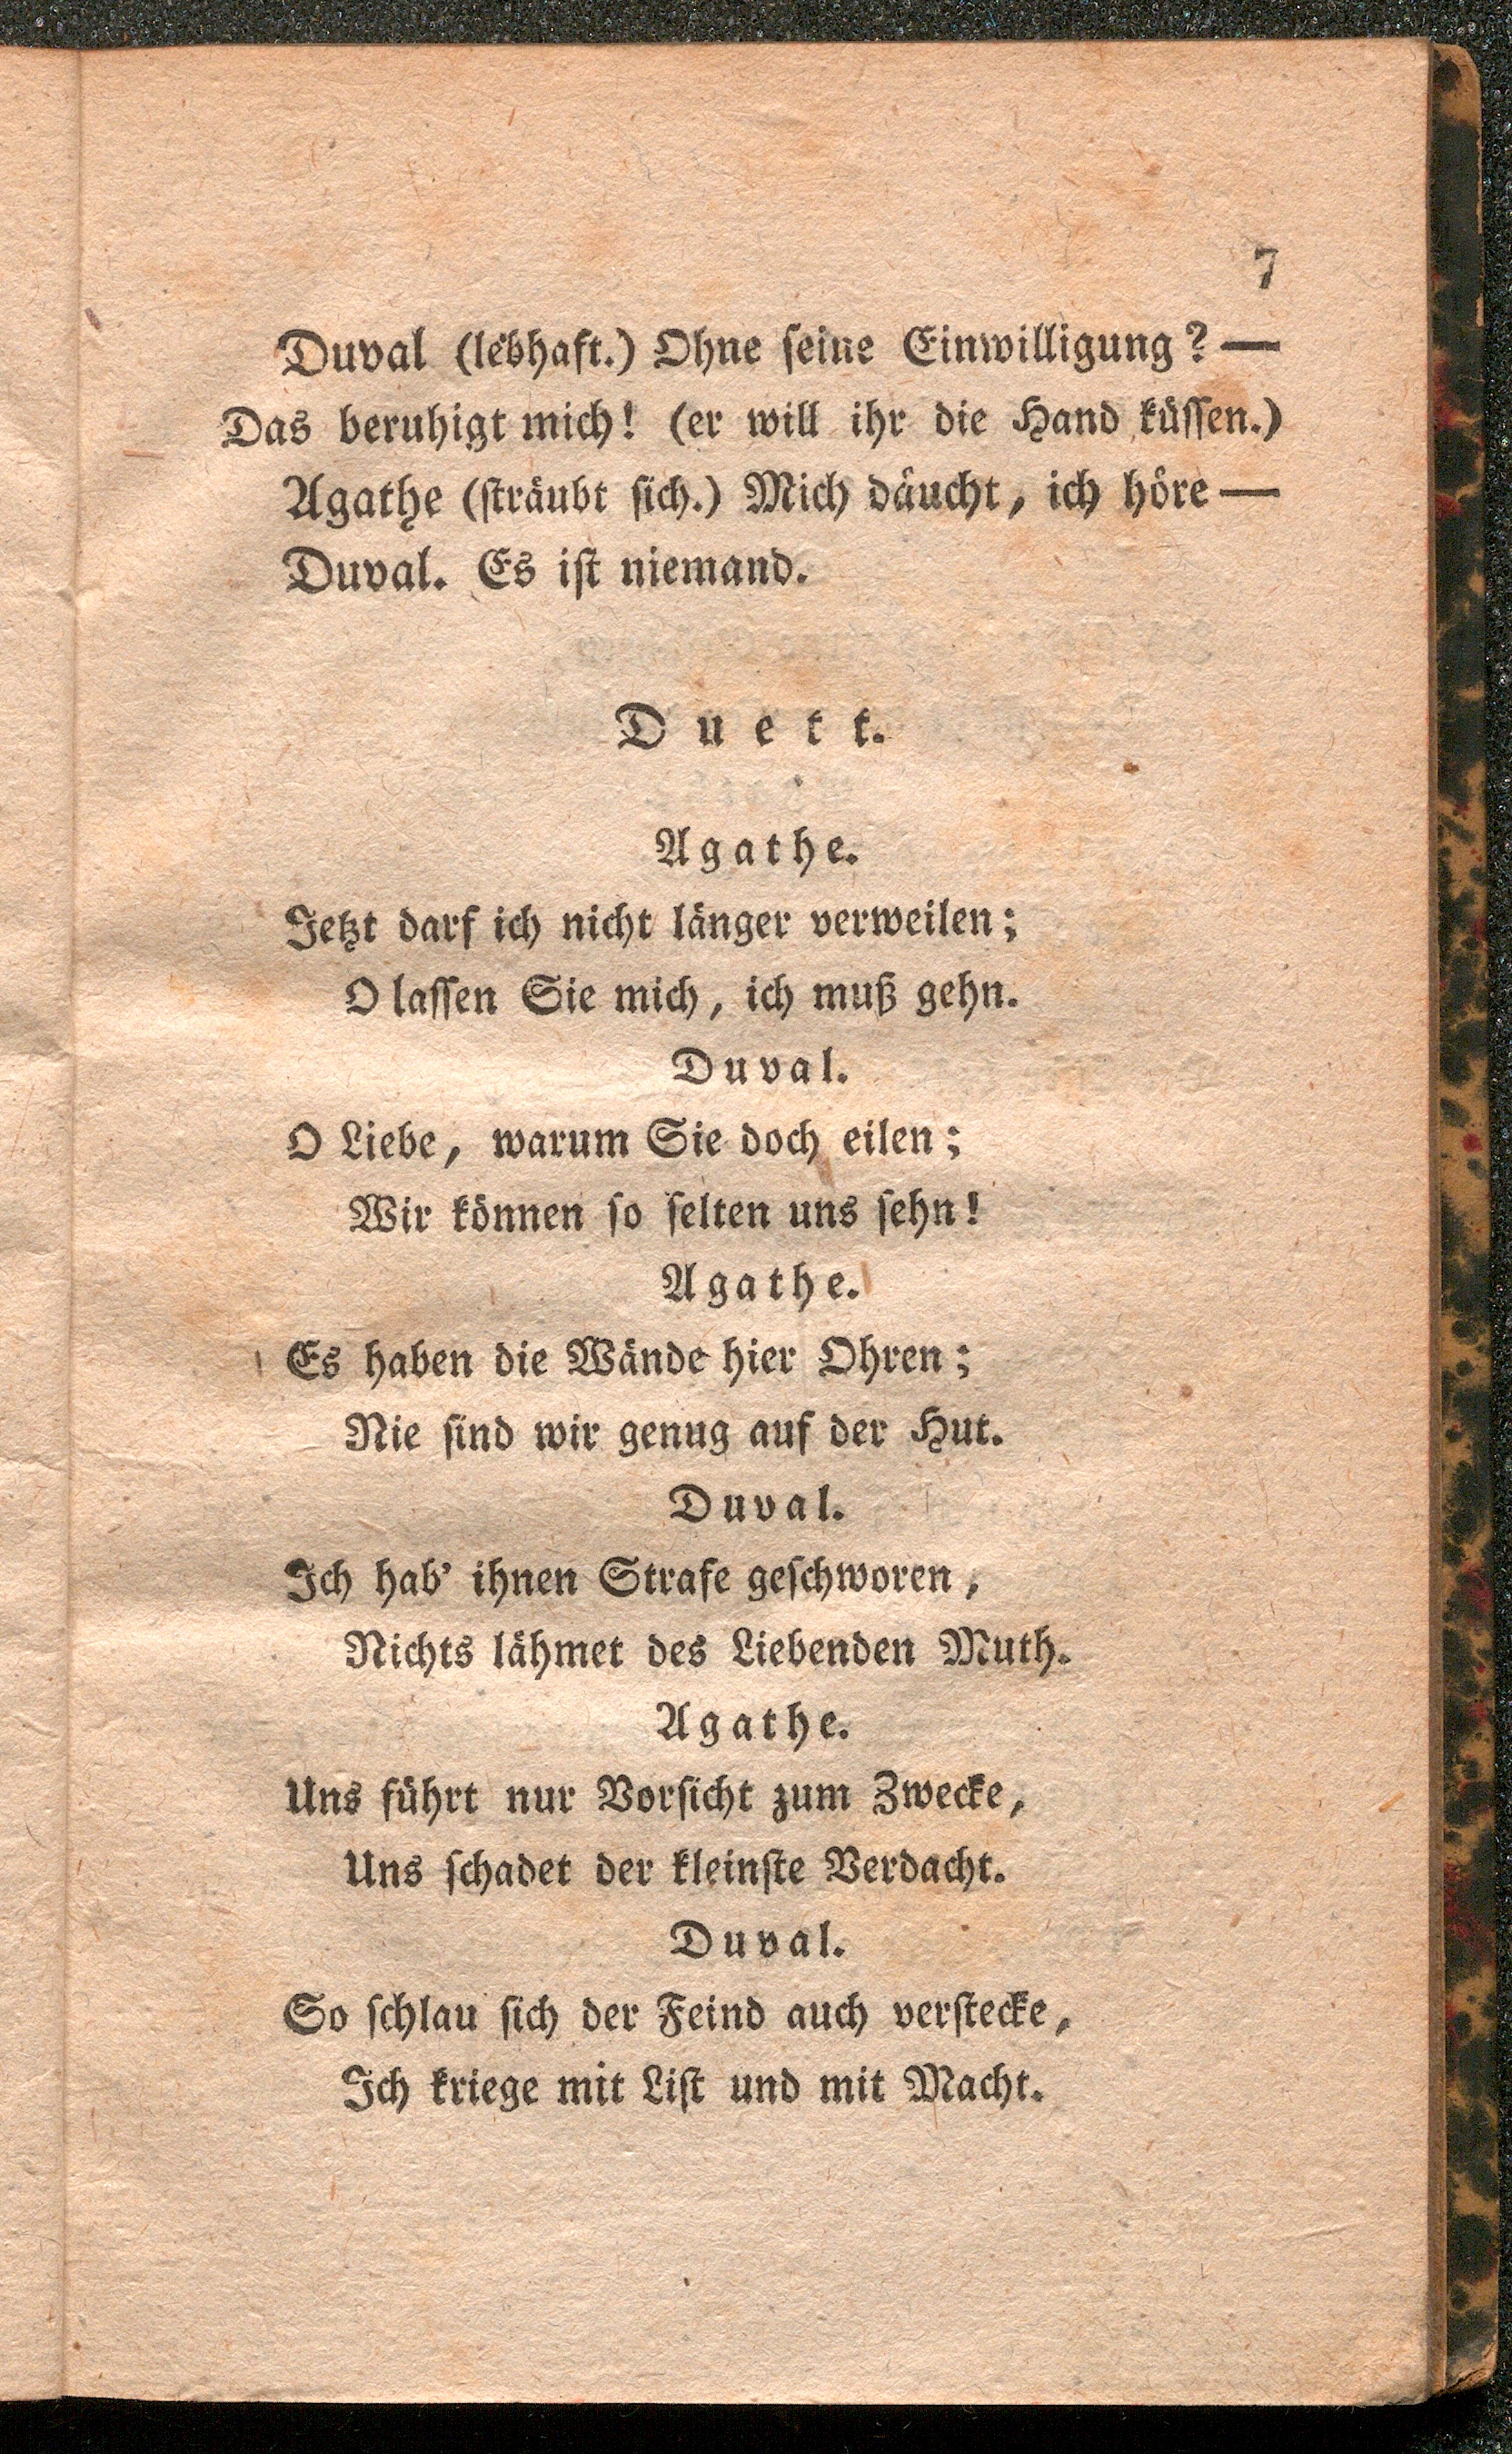 7
Duval (lebhaft.) Ohne ſeine Einwilligung? —
Das beruhigt mich! (er will ihr die Hand küſſen.)
Agathe (ſträubt ſich.) Mich däucht, ich höre —
Duval. Es iſt niemand.
Duett.
Agathe.
Jetzt darf ich nicht länger verweilen;
O laſſen Sie mich, ich muß gehn.
Duval.
O Liebe, warum Sie doch eilen;
Wir können ſo ſelten uns ſehn!
Agathe.
Es haben die Wände hier Ohren;
Nie ſind wir genug auf der Hut.
Duval.
Ich hab' ihnen Strafe geſchworen,
Nichts lähmet des Liebenden Muth.
Agathe.
Uns führt nur Vorſicht zum Zwecke,
Uns ſchadet der kleinſte Verdacht.
Duval.
So ſchlau ſich der Feind auch verſtecke,
Ich kriege mit Liſt und mit Macht.